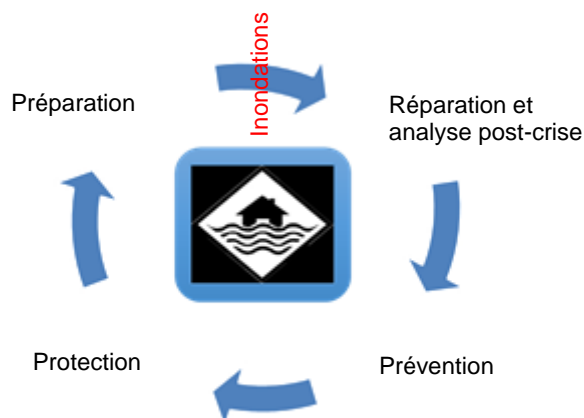 Inondations
Préparation
Réparation et
analyse post-crise
Protection
Prévention